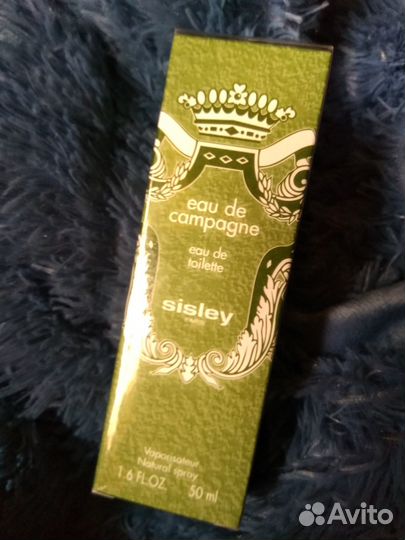 eau de
campagne
eau de
toilette
sisley
PARIS
Vaporisateur
Natural spray
1.6 FL.OZ. 50 ml
Avito